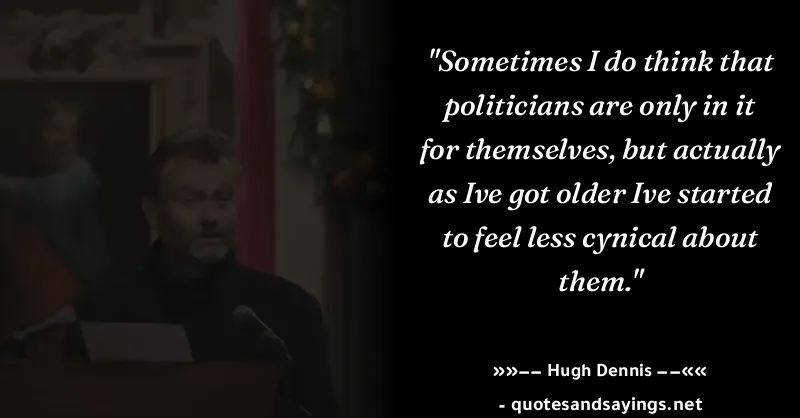 "Sometimes I do think that
politicians are only in it
for themselves, but actually
as Ive got older Ive started
to feel less cynical about
them."
»»−− Hugh Dennis −−««
- quotesandsayings.net